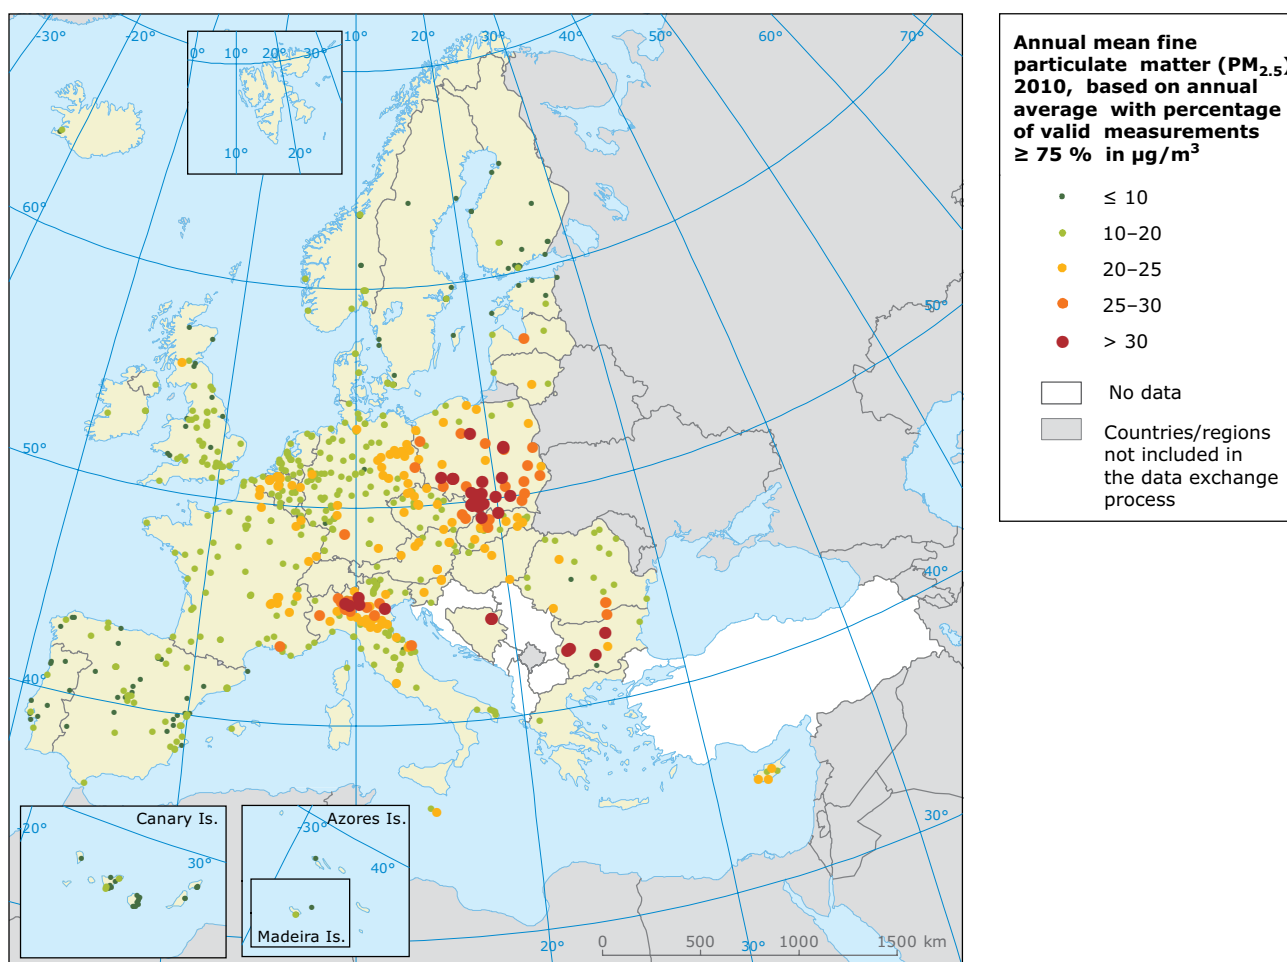 -30°
-20°
0°
10°
20°
30°
10°
20°
30°
40°
50°
60°
70°
10°
20°
60°
50°
50°
40°
40°
30°
-20°
Canary Is.
30°
-30°
Azores Is.
40°
Madeira Is.
20°
30°
0
500
1000
1500 km
Annual mean fine
particulate matter (PM2.5)
2010, based on annual
average with percentage
of valid measurements
≥ 75 % in µg/m³
≤ 10
10–20
20–25
25–30
> 30
No data
Countries/regions
not included in
the data exchange
process